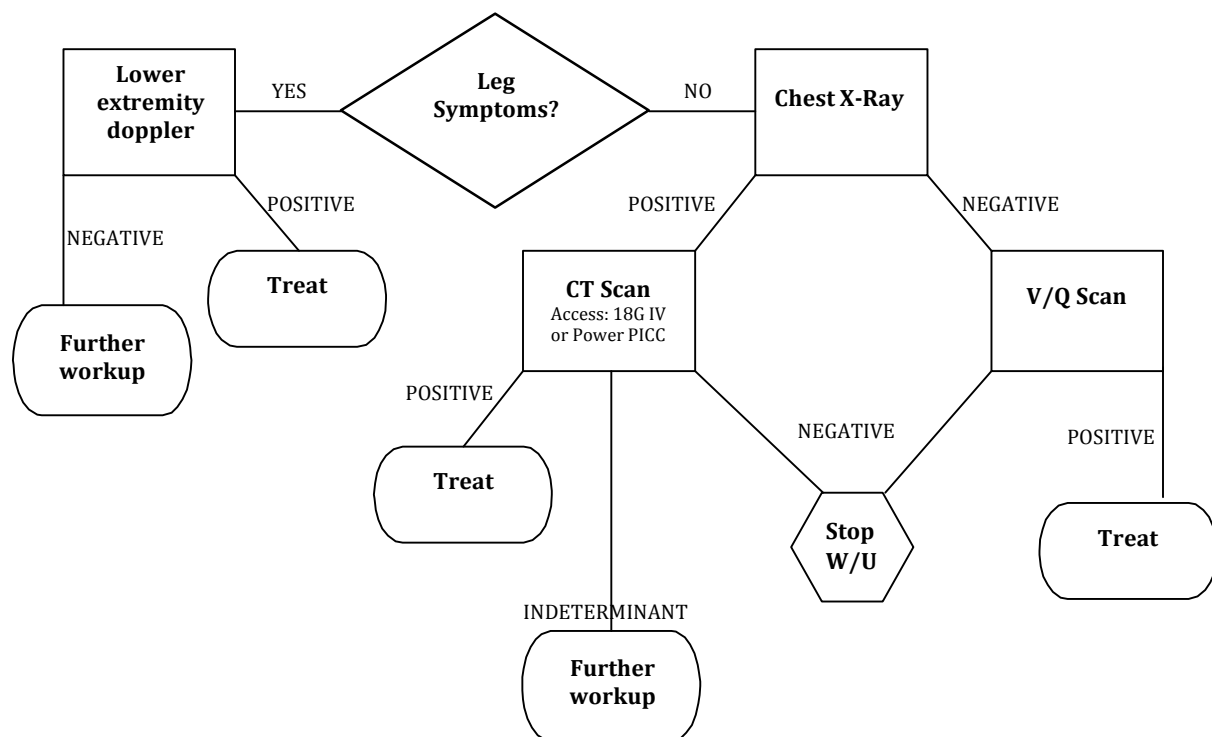 Lower
extremity
doppler
YES
Leg
Symptoms?
NO
Chest X-Ray
POSITIVE
NEGATIVE
POSITIVE
NEGATIVE
Treat
Further
workup
CT Scan
Access: 18G IV
or Power PICC
V/Q Scan
POSITIVE
NEGATIVE
POSITIVE
Treat
Stop
W/U
Treat
INDETERMINANT
Further
workup